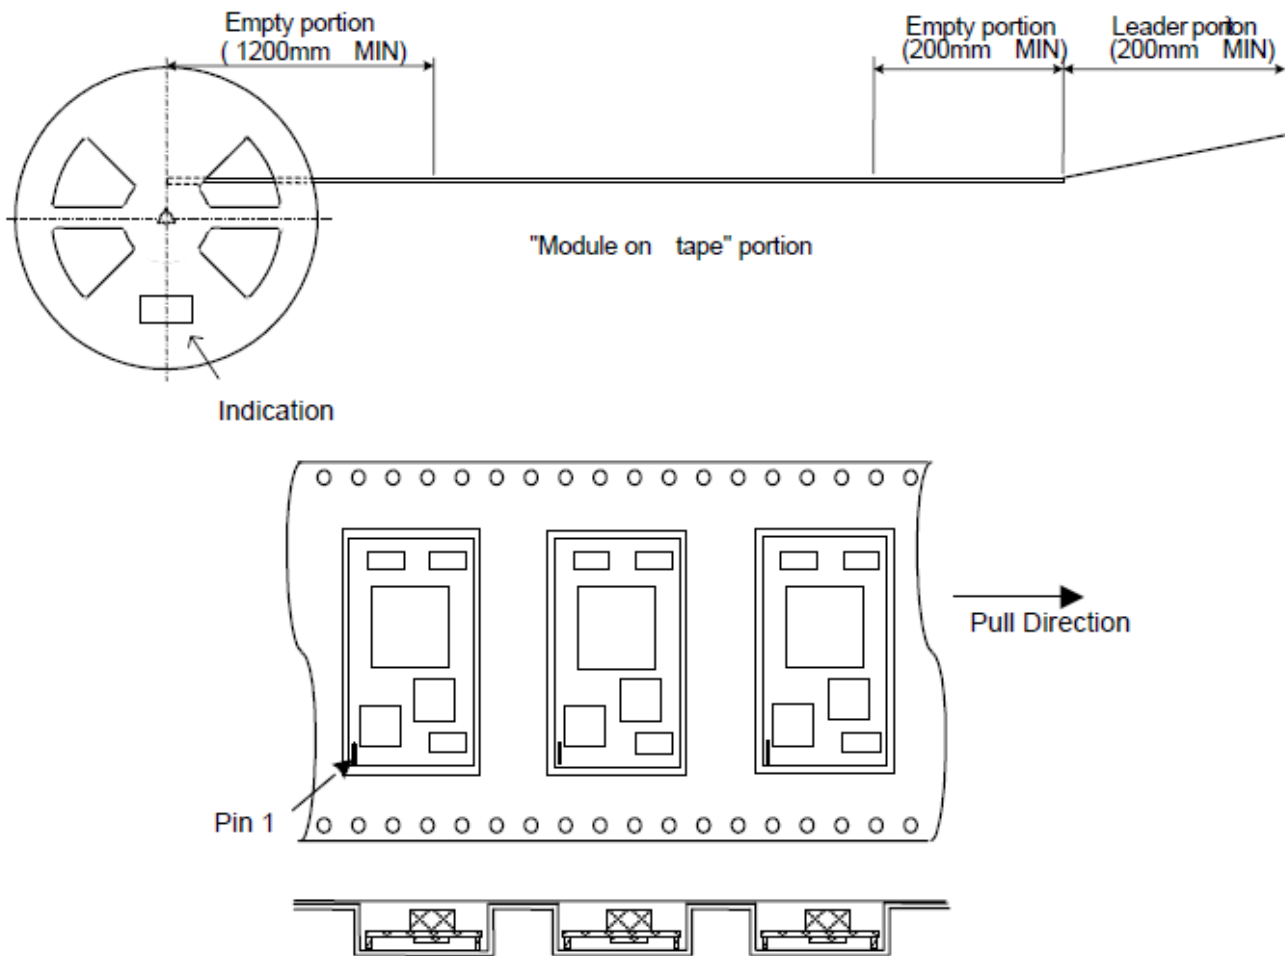 Empty portion
( 1200mm MIN)
Empty portion
(200mm MIN)
Leader portion
(200mm MIN)
"Module on tape" portion
Indication
Pull Direction
Pin 1